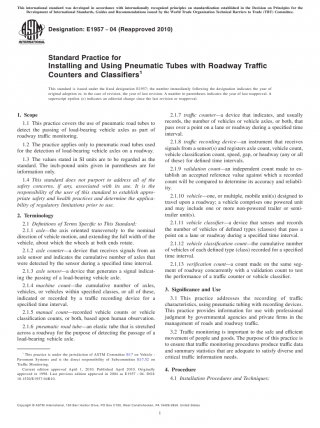 This international standard was developed in accordance with internationally recognized principles on standardization established in the Decision on Principles for the
Development of International Standards, Guides and Recommendations issued by the World Trade Organization Technical Barriers to Trade (TBT) Committee.
Designation: E1957 - 04 (Reapproved 2010)
Standard Practice for
Installing and Using Pneumatic Tubes with Roadway Traffic
Counters and Classifiers1
This standard is issued under the fixed designation E1957; the number immediately following the designation indicates the year of
original adoption or, in the case of revision, the year of last revision. A number in parentheses indicates the year of last reapproval. A
superscript epsilon (ε) indicates an editorial change since the last revision or reapproval.
1. Scope
1.1 This practice covers the use of pneumatic road tubes to
detect the passing of load-bearing vehicle axles as part of
roadway traffic monitoring.
1.2 The practice applies only to pneumatic road tubes used
for the detection of load-bearing vehicle axles on a roadway.
1.3 The values stated in SI units are to be regarded as the
standard. The inch-pound units given in parentheses are for
information only.
1.4 This standard does not purport to address all of the
safety concerns, if any, associated with its use. It is the
responsibility of the user of this standard to establish appro-
priate safety and health practices and determine the applica-
bility of regulatory limitations prior to use.
2. Terminology
2.1 Definitions of Terms Specific to This Standard:
2.1.1 axle—the axis oriented transversely to the nominal
direction of vehicle motion, and extending the full width of the
vehicle, about which the wheels at both ends rotate.
2.1.2 axle counter—a device that receives signals from an
axle sensor and indicates the cumulative number of axles that
were detected by the sensor during a specified time interval.
2.1.3 axle sensor—a device that generates a signal indicat-
ing the passing of a load-bearing vehicle axle.
2.1.4 machine count—the cumulative number of axles,
vehicles, or vehicles within specified classes, or all of these,
indicated or recorded by a traffic recording device for a
specified time interval.
2.1.5 manual count—recorded vehicle counts or vehicle
classification counts, or both, based upon human observation.
2.1.6 pneumatic road tube—an elastic tube that is stretched
across a roadway for the purpose of detecting the passage of a
load-bearing vehicle axle.
1 This practice is under the jurisdiction of ASTM Committee E17 on Vehicle -
Pavement Systems and is the direct responsibility of Subcommittee E17.52 on
Traffic Monitoring.
Current edition approved April 1, 2010. Published April 2010. Originally
approved in 1998. Last previous edition approved in 2004 as E1957 – 04. DOI:
10.1520/E1957-04R10.
2.1.7 traffic counter—a device that indicates, and usually
records, the number of vehicles or vehicle axles, or both, that
pass over a point on a lane or roadway during a specified time
interval.
2.1.8 traffic recording device—an instrument that receives
signals from a sensor(s) and registers axle count, vehicle count,
vehicle classification count, speed, gap, or headway (any or all
of these) for defined time intervals.
2.1.9 validation count—an independent count made to es-
tablish an accepted reference value against which a recorded
count will be compared to determine its accuracy and reliabil-
ity.
2.1.10 vehicle—one, or multiple, mobile unit(s) designed to
travel upon a roadway; a vehicle comprises one powered unit
and may include one or more non-powered trailer or semi-
trailer unit(s).
2.1.11 vehicle classifier—a device that senses and records
the number of vehicles of defined types (classes) that pass a
point on a lane or roadway during a specified time interval.
2.1.12 vehicle classification count—the cumulative number
of vehicles of each defined type (class) recorded for a specified
time interval.
2.1.13 verification count—a count made on the same seg-
ment of roadway concurrently with a validation count to test
the performance of a traffic counter or vehicle classifier.
3. Significance and Use
3.1 This practice addresses the recording of traffic
characteristics, using pneumatic tubing with recording devices.
This practice provides information for use with professional
judgment by governmental agencies and private firms to the
management of roads and roadway traffic.
3.2 Traffic monitoring is important to the safe and efficient
movement of people and goods. The purpose of this practice is
to ensure that traffic monitoring procedures produce traffic data
and summary statistics that are adequate to satisfy diverse and
critical traffic information needs.
4. Procedure
4.1 Installation Procedures and Techniques:
Copyright © ASTM International, 100 Barr Harbor Drive, PO Box C700, West Conshohocken, PA 19428-2959. United States
1